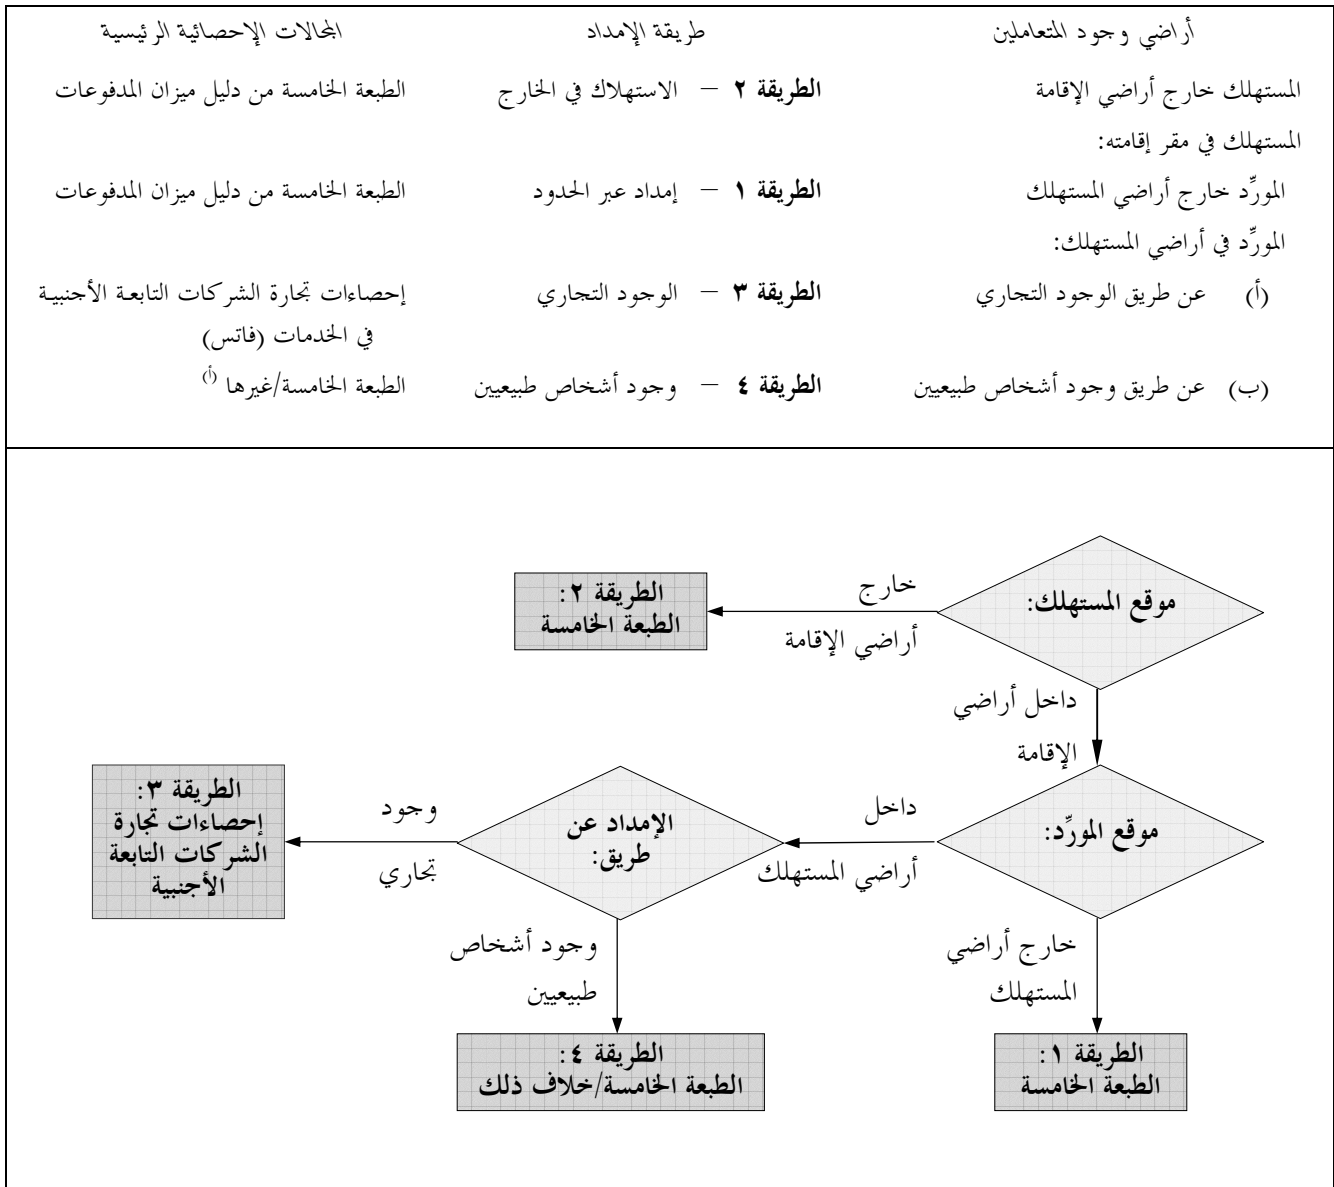 أراضي وجود المتعاملين طريقة الإمداد المجالات الإحصائية الرئيسية
المستهلك خارج أراضي الإقامة الطريقة ٢ – الاستهلاك في الخارج الطبعة الخامسة من دليل ميزان المدفوعات
المستهلك في مقر إقامته:
المورِّد خارج أراضي المستهلك الطريقة ١ – إمداد عبر الحدود الطبعة الخامسة من دليل ميزان المدفوعات
المورِّد في أراضي المستهلك:
(أ) عن طريق الوجود التجاري الطريقة ٣ – الوجود التجاري إحصاءات تجارة الشركات التابعة الأجنبية
في الخدمات (فاتس)
(ب) عن طريق وجود أشخاص طبيعيين الطريقة ٤ – وجود أشخاص طبيعيين الطبعة الخامسة/غيرها (أ)
موقع المستهلك:
خارج
أراضي الإقامة
الطريقة ٢:
الطبعة الخامسة
داخل أراضي
الإقامة
موقع المورِّد:
داخل
أراضي المستهلك
الإمداد عن
طريق:
وجود
تجاري
الطريقة ٣:
إحصاءات تجارة
الشركات التابعة
الأجنبية
خارج أراضي
المستهلك
وجود أشخاص
طبيعيين
الطريقة ١:
الطبعة الخامسة
الطريقة ٤:
الطبعة الخامسة/خلاف ذلك